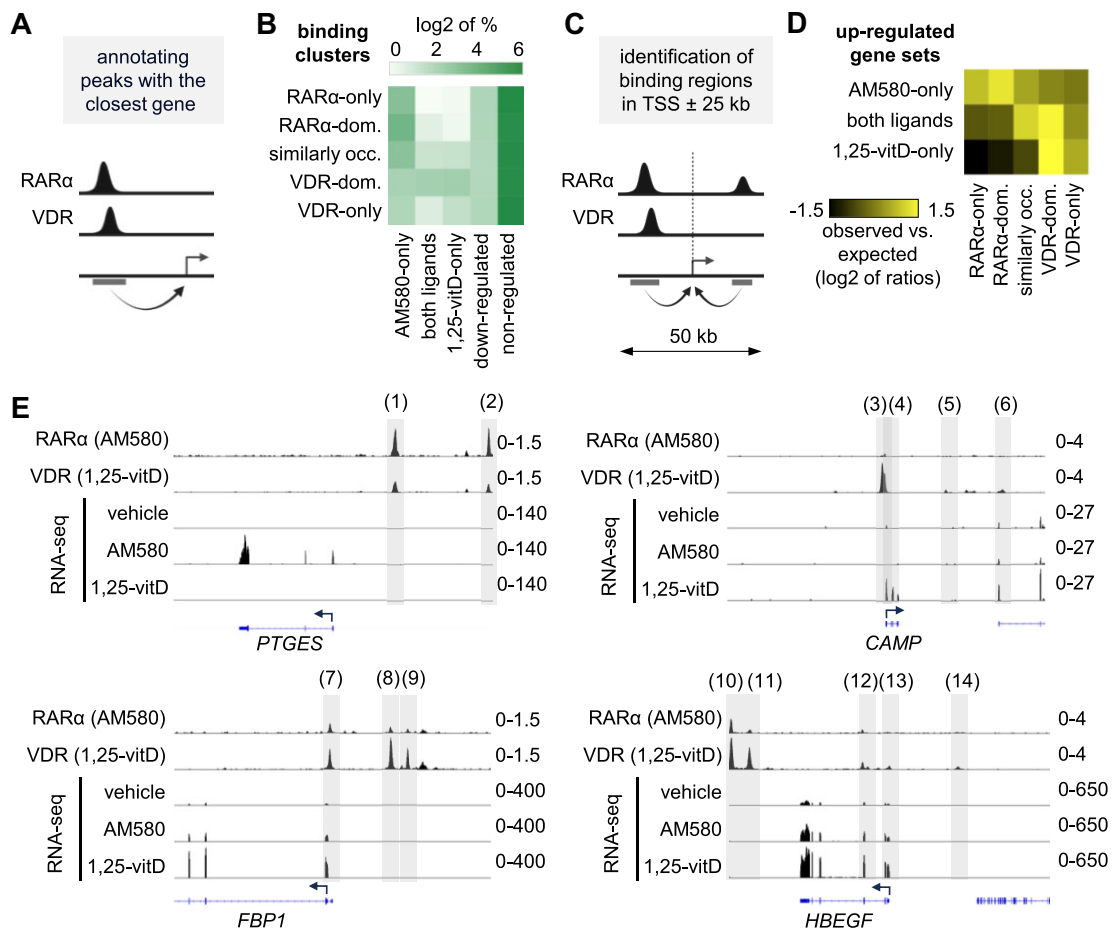 A
annotating
peaks with the
closest gene
RARα
VDR
B
binding
clusters
log2 of %
0 2 4 6
RARα-only
RARα-dom.
similarly occ.
VDR-dom.
VDR-only
AM580-only
both ligands
1,25-vitD-only
down-regulated
non-regulated
C
identification of
binding regions
in TSS ± 25 kb
RARα
VDR
50 kb
D
up-regulated
gene sets
AM580-only
both ligands
1,25-vitD-only
-1.5 1.5
observed vs.
expected
(log2 of ratios)
RARα-only
RARα-dom.
similarly occ.
VDR-dom.
VDR-only
E
(1) (2)
RARα (AM580) 0-1.5
VDR (1,25-vitD) 0-1.5
RNA-seq
vehicle 0-140
AM580 0-140
1,25-vitD 0-140
PTGES
(3) (4) (5) (6)
RARα (AM580) 0-4
VDR (1,25-vitD) 0-4
RNA-seq
vehicle 0-27
AM580 0-27
1,25-vitD 0-27
CAMP
(7) (8) (9)
RARα (AM580) 0-1.5
VDR (1,25-vitD) 0-1.5
RNA-seq
vehicle 0-400
AM580 0-400
1,25-vitD 0-400
FBP1
(10) (11) (12) (13) (14)
RARα (AM580) 0-4
VDR (1,25-vitD) 0-4
RNA-seq
vehicle 0-650
AM580 0-650
1,25-vitD 0-650
HBEGF